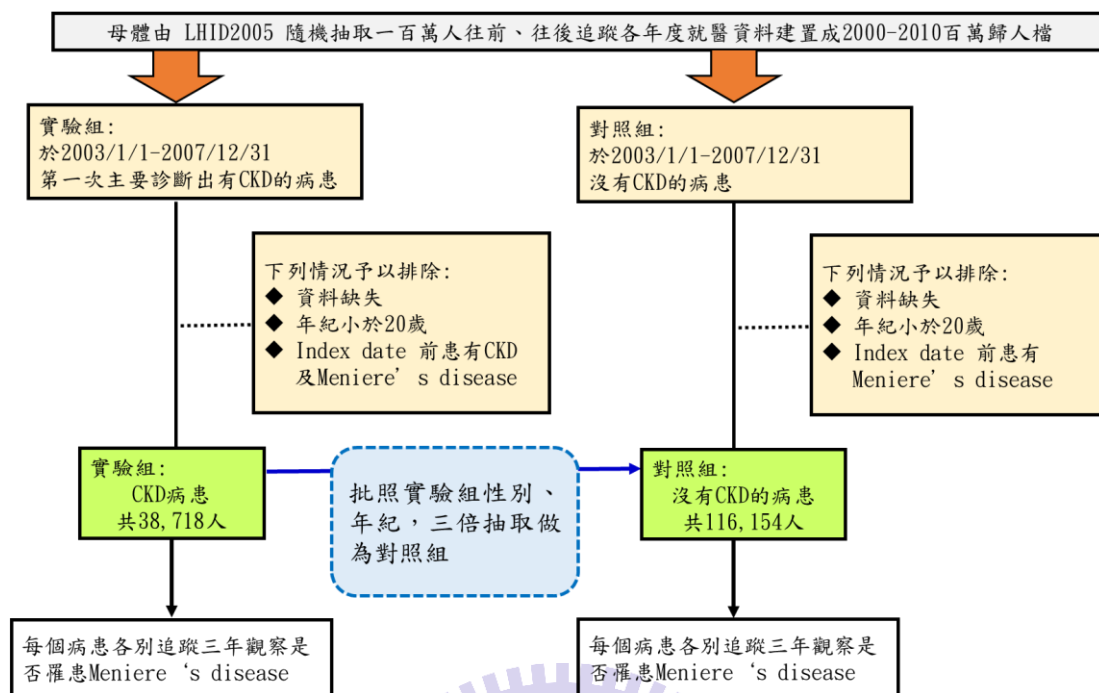 母體由 LHID2005 隨機抽取一百萬人往前、往後追蹤各年度就醫資料建置成2000-2010百萬歸人檔
實驗組:
於2003/1/1-2007/12/31
第一次主要診斷出有CKD的病患
對照組:
於2003/1/1-2007/12/31
沒有CKD的病患
下列情況予以排除:
◆ 資料缺失
◆ 年紀小於20歲
◆ Index date 前患有CKD
及Meniere’s disease
下列情況予以排除:
◆ 資料缺失
◆ 年紀小於20歲
◆ Index date 前患有
Meniere’s disease
實驗組:
CKD病患
共38,718人
批照實驗組性別、
年紀，三倍抽取做
為對照組
對照組:
沒有CKD的病患
共116,154人
每個病患各別追蹤三年觀察是
否罹患Meniere ‘s disease
每個病患各別追蹤三年觀察是
否罹患Meniere ‘s disease